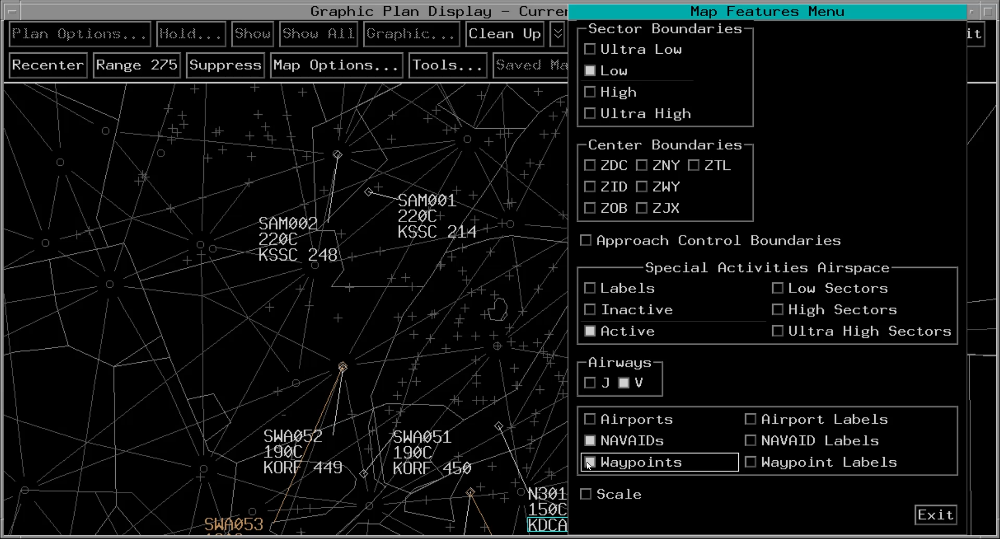 Graphic Plan Display - Curre
Map Features Menu
Plan Options... Hold... Show Show All Graphic... Clean Up
it
Recenter Range 275 Suppress Map Options... Tools... Saved Ma
Sector Boundaries
Ultra Low
Low
High
Ultra High
Center Boundaries
ZDC ZNY ZTL
ZID ZWY
ZOB ZJX
Approach Control Boundaries
Special Activities Airspace
Labels Low Sectors
Inactive High Sectors
Active Ultra High Sectors
Airways
J V
Airports Airport Labels
NAVAIDs NAVAID Labels
Waypoints Waypoint Labels
Scale
Exit
SAM001
220C
KSSC 214
SAM002
220C
KSSC 248
SWA052
190C
KORF 449
SWA051
190C
KORF 450
N301
150C
KDCA
SWA053